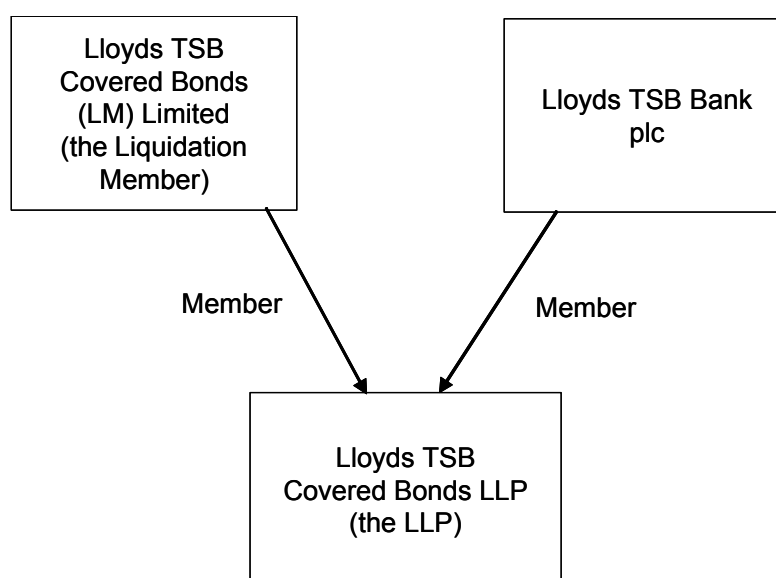 Lloyds TSB
Covered Bonds
(LM) Limited
(the Liquidation
Member)
Lloyds TSB Bank
plc
Member
Member
Lloyds TSB
Covered Bonds LLP
(the LLP)